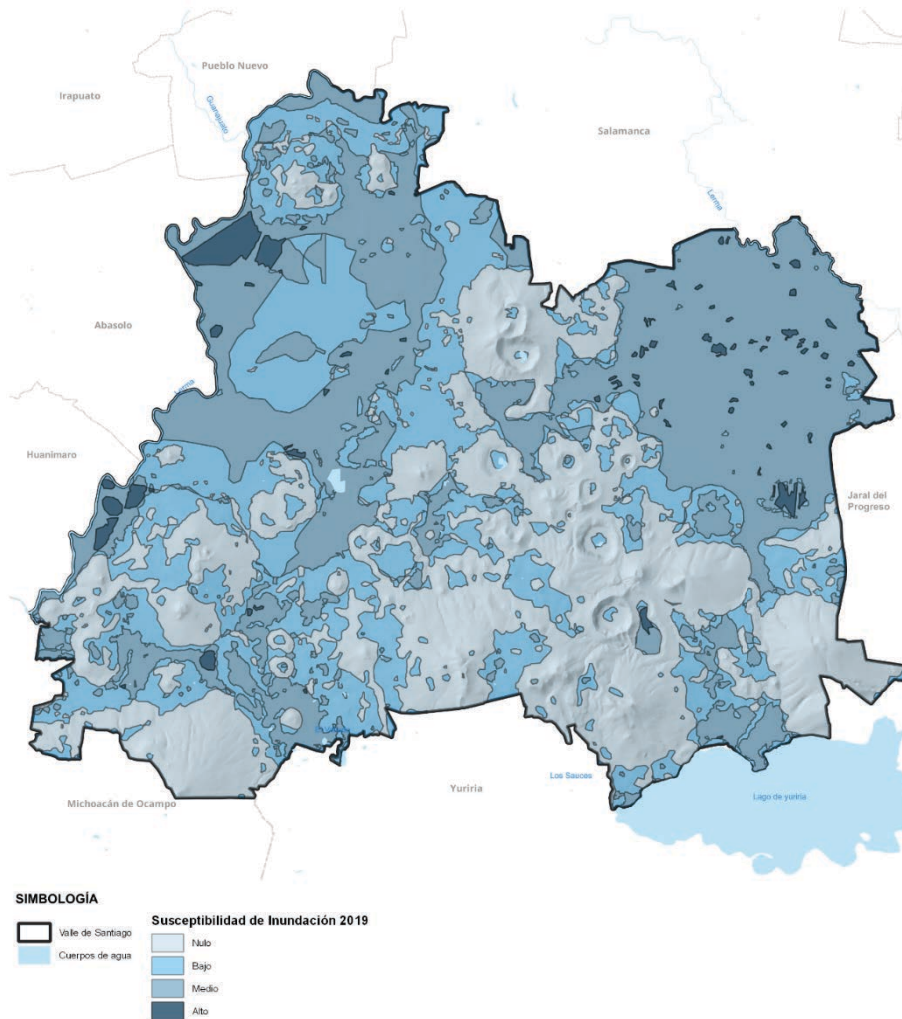 Pueblo Nuevo
Irapuato
Guanajuato
Salamanca
Lerma
Abasolo
Lerma
Huanímaro
Jaral del
Progreso
Yuriria
Los Sauces
Lago de yuriria
Michoacán de Ocampo
SIMBOLOGÍA
Valle de Santiago
Cuerpos de agua
Susceptibilidad de Inundación 2019
Nulo
Bajo
Medio
Alto